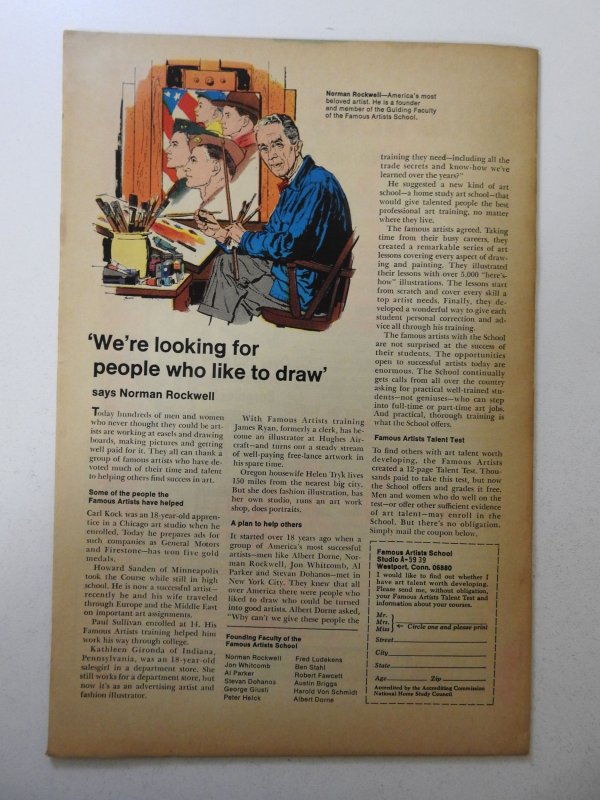 Norman Rockwell—America's most
beloved artist. He is a founder
and member of the Guiding Faculty
of the Famous Artists School.
'We're looking for
people who like to draw'
says Norman Rockwell
Today hundreds of men and women
who never thought they could be art-
ists are working at easels and drawing
boards, making pictures and getting
well paid for it. They all can thank a
group of famous artists who have de-
voted much of their time and talent
to helping others find success in art.
Some of the people the
Famous Artists have helped
Carl Kock was an 18-year-old appren-
tice in a Chicago art studio when he
enrolled. Today he prepares ads for
such companies as General Motors
and Firestone—has won five gold
medals.
Howard Sanden of Minneapolis
took the Course while still in high
school. He is now a successful artist—
recently he and his wife traveled
through Europe and the Middle East
on important art assignments.
Paul Sullivan enrolled at 14. His
Famous Artists training helped him
work his way through college.
Kathleen Gironda of Indiana,
Pennsylvania, was an 18-year-old
salesgirl in a department store. She
still works for a department store, but
now it's as an advertising artist and
fashion illustrator.
With Famous Artists training
James Ryan, formerly a clerk, has be-
come an illustrator at Hughes Air-
craft—and turns out a steady stream
of well-paying free-lance artwork in
his spare time.
Oregon housewife Helen Tryk lives
150 miles from the nearest big city.
But she does fashion illustration, has
her own studio, runs an art work
shop, does portraits.
A plan to help others
It started over 18 years ago when a
group of America's most successful
artists—men like Albert Dorne, Nor-
man Rockwell, Jon Whitcomb, Al
Parker and Stevan Dohanos—met in
New York City. They knew that all
over America there were people who
liked to draw who could be turned
into good artists. Albert Dorne asked,
"Why can't we give these people the
Founding Faculty of the
Famous Artists School
Norman Rockwell
Jon Whitcomb
Al Parker
Stevan Dohanos
George Giusti
Peter Helck
Fred Ludekens
Ben Stahl
Robert Fawcett
Austin Briggs
Harold Von Schmidt
Albert Dorne
training they need—including all the
trade secrets and know-how we've
learned over the years?"
He suggested a new kind of art
school—a home study art school—that
would give talented people the best
professional art training, no matter
where they live.
The famous artists agreed. Taking
time from their busy careers, they
created a remarkable series of art
lessons covering every aspect of draw-
ing and painting. They illustrated
their lessons with over 5,000 "here's-
how" illustrations. The lessons start
from scratch and cover every skill a
top artist needs. Finally, they de-
veloped a wonderful way to give each
student personal correction and ad-
vice all through his training.
The famous artists with the School
are not surprised at the success of
their students. The opportunities
open to successful artists today are
enormous. The School continually
gets calls from all over the country
asking for practical well-trained stu-
dents—not geniuses—who can step
into full-time or part-time art jobs.
And practical, thorough training is
what the School offers.
Famous Artists Talent Test
To find others with art talent worth
developing, the Famous Artists
created a 12-page Talent Test. Thou-
sands paid to take this test, but now
the School offers and grades it free.
Men and women who do well on the
test—or offer other sufficient evidence
of art talent—may enroll in the
School. But there's no obligation.
Simply mail the coupon below.
Famous Artists School
Studio A-5939
Westport, Conn. 06880
I would like to find out whether I
have art talent worth developing.
Please send me, without obligation,
your Famous Artists Talent Test and
information about your courses.
Mr.
Mrs.
Miss
Circle one and please print
Street
City
State
Age Zip
Accredited by the Accrediting Commission
National Home Study Council